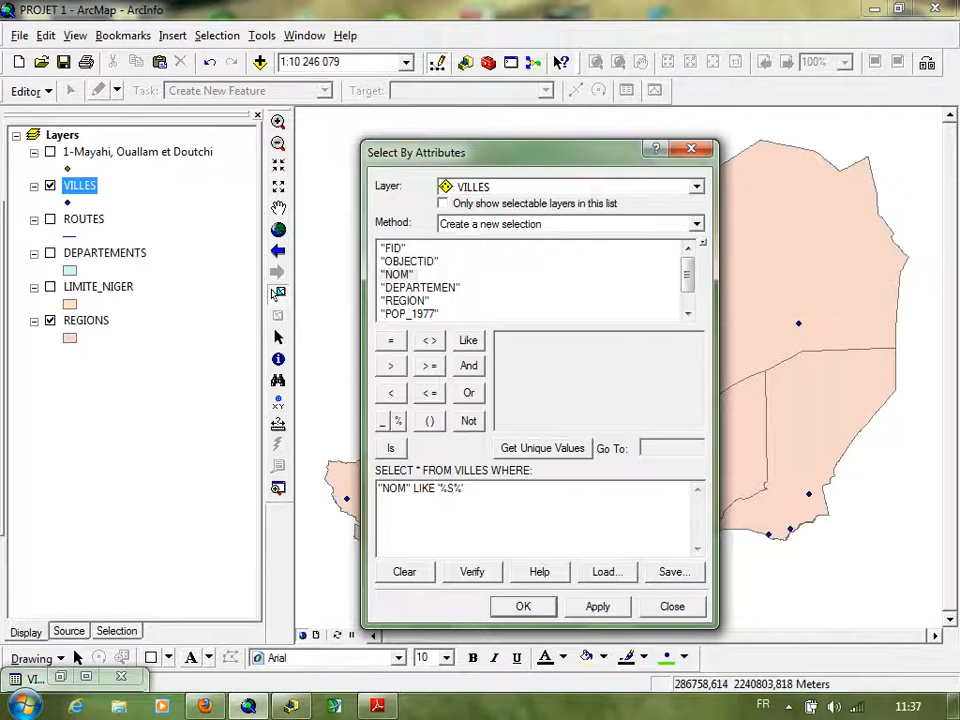 PROJET 1 - ArcMap - ArcInfo
File Edit View Bookmarks Insert Selection Tools Window Help
1:10 246 079
100%
Editor
Task: Create New Feature
Target:
Layers
1-Mayahi, Ouallam et Doutchi
VILLES
ROUTES
DEPARTEMENTS
LIMITE_NIGER
REGIONS
Display Source Selection
Select By Attributes
?
Layer: VILLES
Only show selectable layers in this list
Method: Create a new selection
"FID"
"OBJECTID"
"NOM"
"DEPARTEMEN"
"REGION"
"POP_1977"
= < > Like
> > = And
< < = Or
_ % ( ) Not
Is Get Unique Values Go To:
SELECT * FROM VILLES WHERE:
"NOM" LIKE '%S%'
Clear Verify Help Load... Save...
OK Apply Close
Drawing A Arial 10 B I U A
VI...
286758,614 2240803,818 Meters
FR 11:37